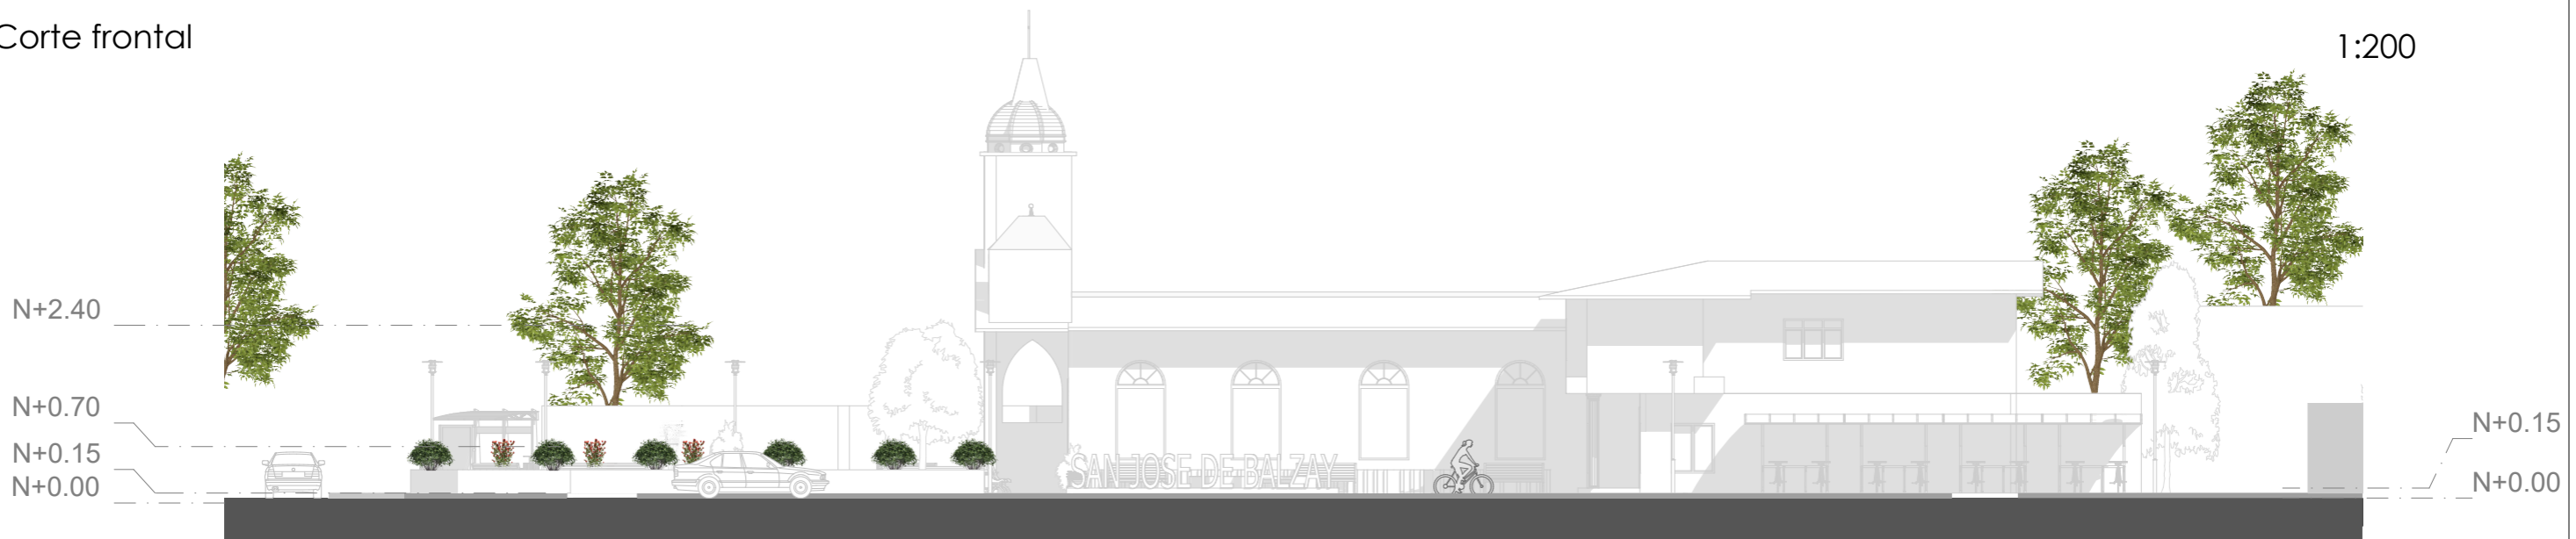 Corte frontal
1:200
N+2.40
N+0.70
N+0.15
N+0.00
SAN JOSE DE BALZAY
N+0.15
N+0.00